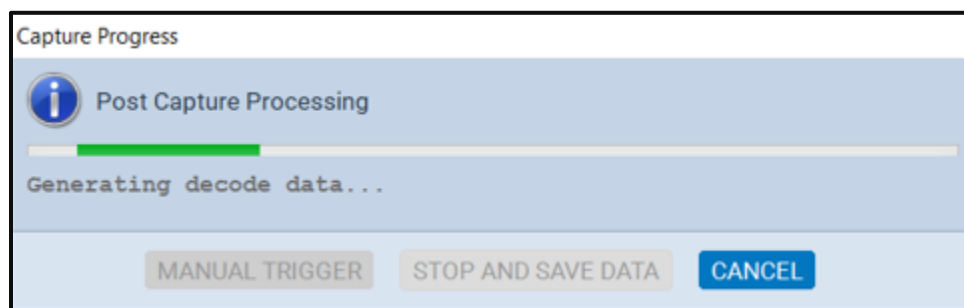 Capture Progress
Post Capture Processing
Generating decode data...
MANUAL TRIGGER STOP AND SAVE DATA CANCEL